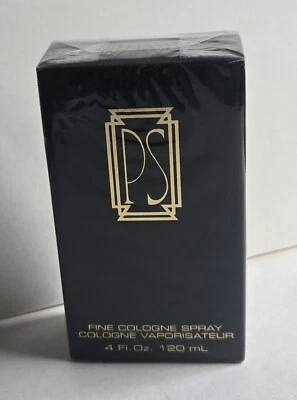 PS
FINE COLOGNE SPRAY
COLOGNE VAPORISATEUR
4 Fl.Oz. 120 mL